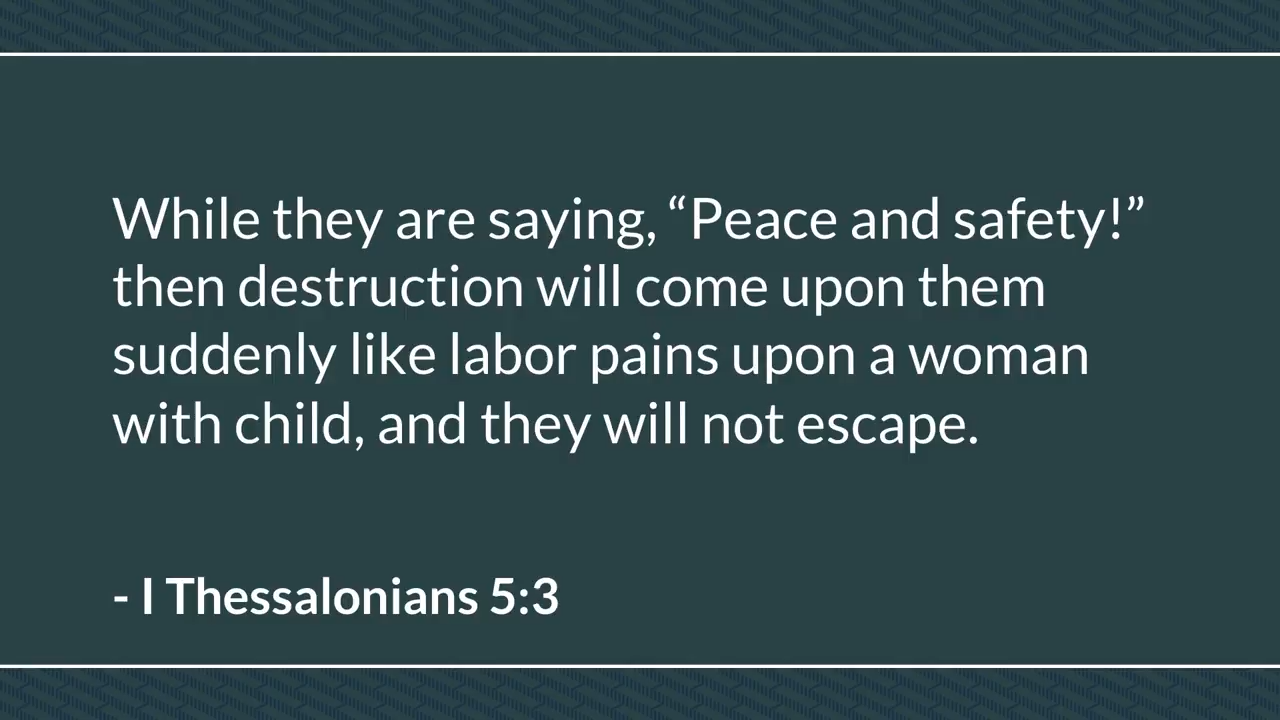 While they are saying, “Peace and safety!”
then destruction will come upon them
suddenly like labor pains upon a woman
with child, and they will not escape.
- I Thessalonians 5:3